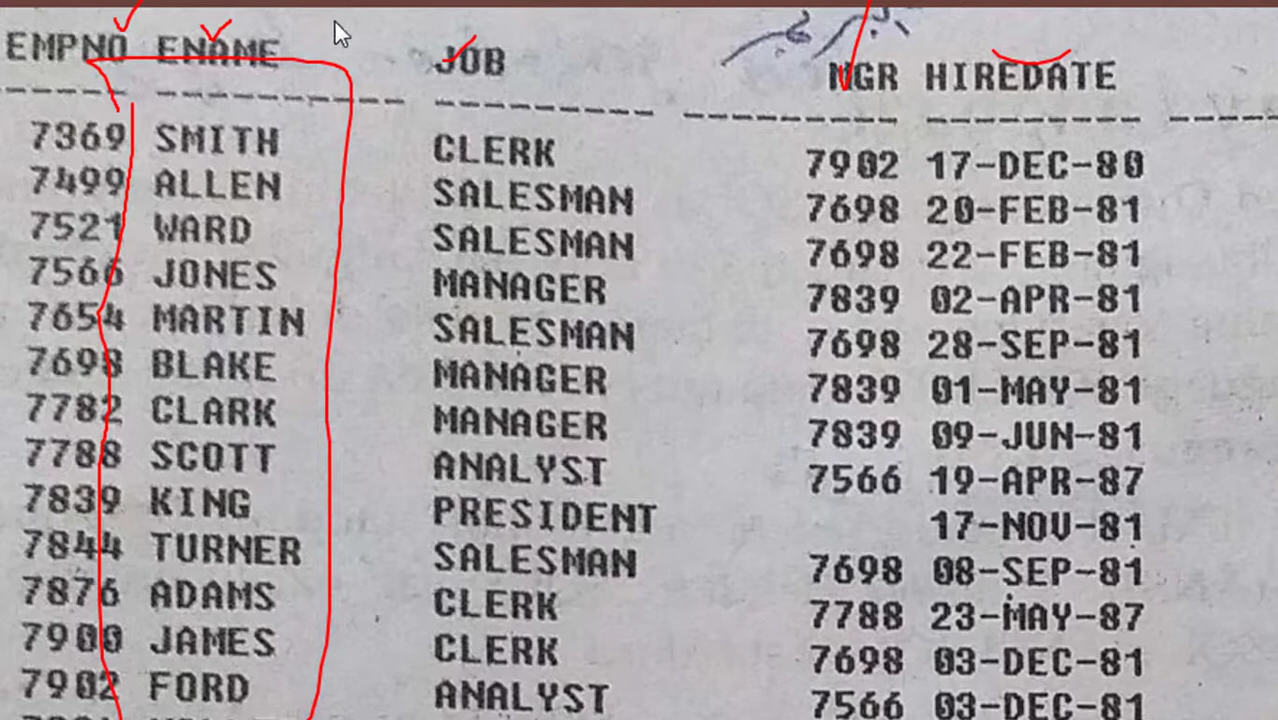 EMPNO ENAME JOB MGR HIREDATE
7369 SMITH CLERK 7902 17-DEC-80
7499 ALLEN SALESMAN 7698 20-FEB-81
7521 WARD SALESMAN 7698 22-FEB-81
7566 JONES MANAGER 7839 02-APR-81
7654 MARTIN SALESMAN 7698 28-SEP-81
7698 BLAKE MANAGER 7839 01-MAY-81
7782 CLARK MANAGER 7839 09-JUN-81
7788 SCOTT ANALYST 7566 19-APR-87
7839 KING PRESIDENT 17-NOV-81
7844 TURNER SALESMAN 7698 08-SEP-81
7876 ADAMS CLERK 7788 23-MAY-87
7900 JAMES CLERK 7698 03-DEC-81
7902 FORD ANALYST 7566 03-DEC-81